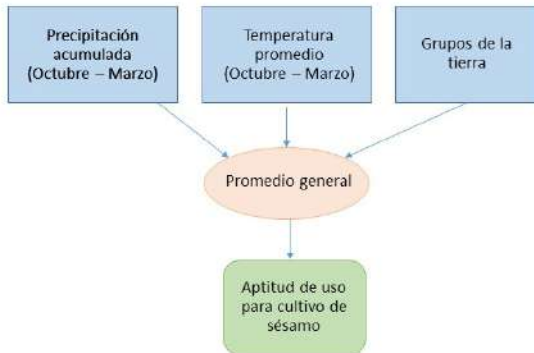 Precipitación
acumulada
(Octubre – Marzo)
Temperatura
promedio
(Octubre – Marzo)
Grupos de la
tierra
Promedio general
Aptitud de uso
para cultivo de
sésamo